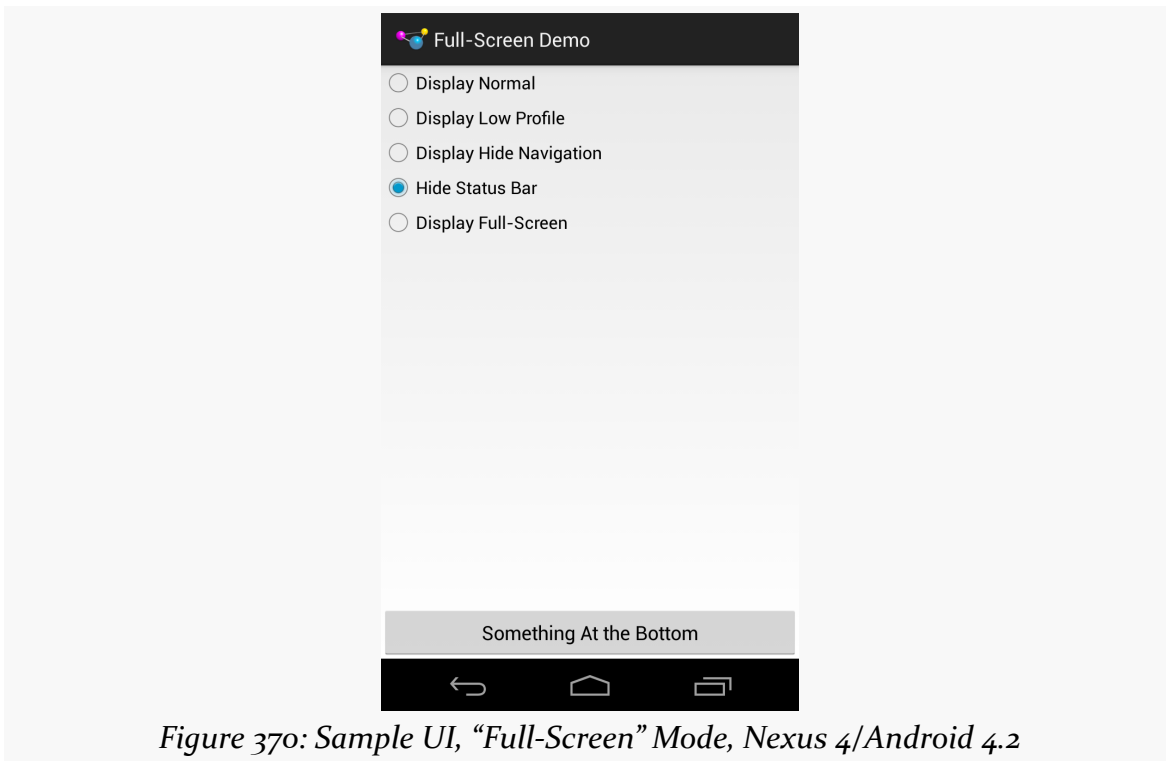 Full-Screen Demo
Display Normal
Display Low Profile
Display Hide Navigation
Hide Status Bar
Display Full-Screen
Something At the Bottom
Figure 370: Sample UI, “Full-Screen” Mode, Nexus 4/Android 4.2